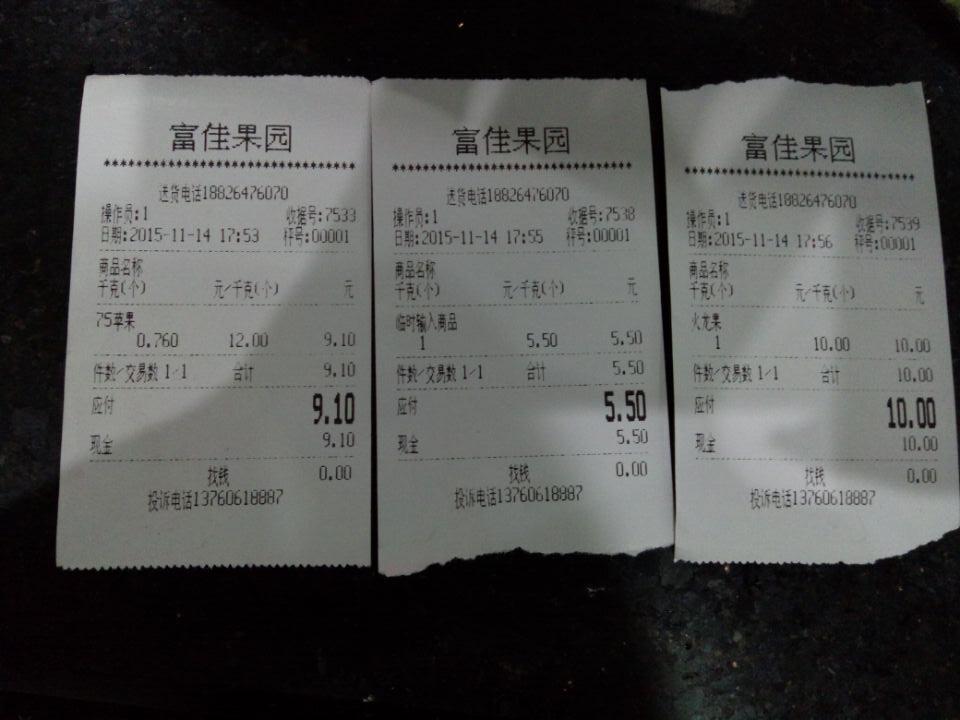 富佳果园
*************************
送货电话18826476070
操作员:1 收据号:7533
日期:2015-11-14 17:53 秤号:00001
商品名称
千克(个) 元/千克(个) 元
75苹果
0.760 12.00 9.10
件数/交易数 1/1 合计 9.10
应付 9.10
现金 9.10
找钱 0.00
投诉电话13760618887
富佳果园
*************************
送货电话18826476070
操作员:1 收据号:7538
日期:2015-11-14 17:55 秤号:00001
商品名称
千克(个) 元/千克(个) 元
临时输入商品
1 5.50 5.50
件数/交易数 1/1 合计 5.50
应付 5.50
现金 5.50
找钱 0.00
投诉电话13760618887
富佳果园
*************************
送货电话18826476070
操作员:1 收据号:7539
日期:2015-11-14 17:56 秤号:00001
商品名称
千克(个) 元/千克(个) 元
火龙果
1 10.00 10.00
件数/交易数 1/1 合计 10.00
应付 10.00
现金 10.00
找钱 0.00
投诉电话13760618887